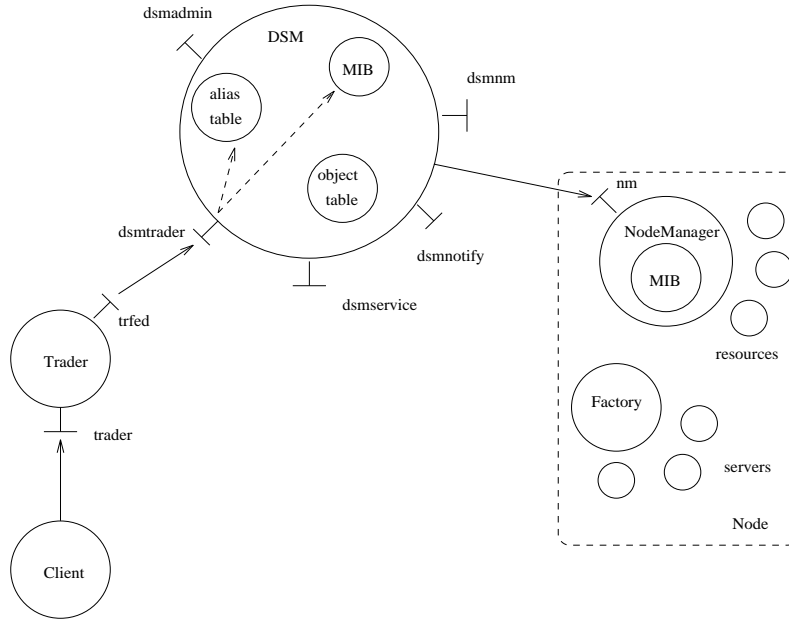 dsmadmin
DSM
MIB
alias
table
dsmnm
object
table
nm
NodeManager
MIB
dsmtrader
dsmnotify
dsmservice
trfed
resources
Trader
Factory
trader
servers
Node
Client